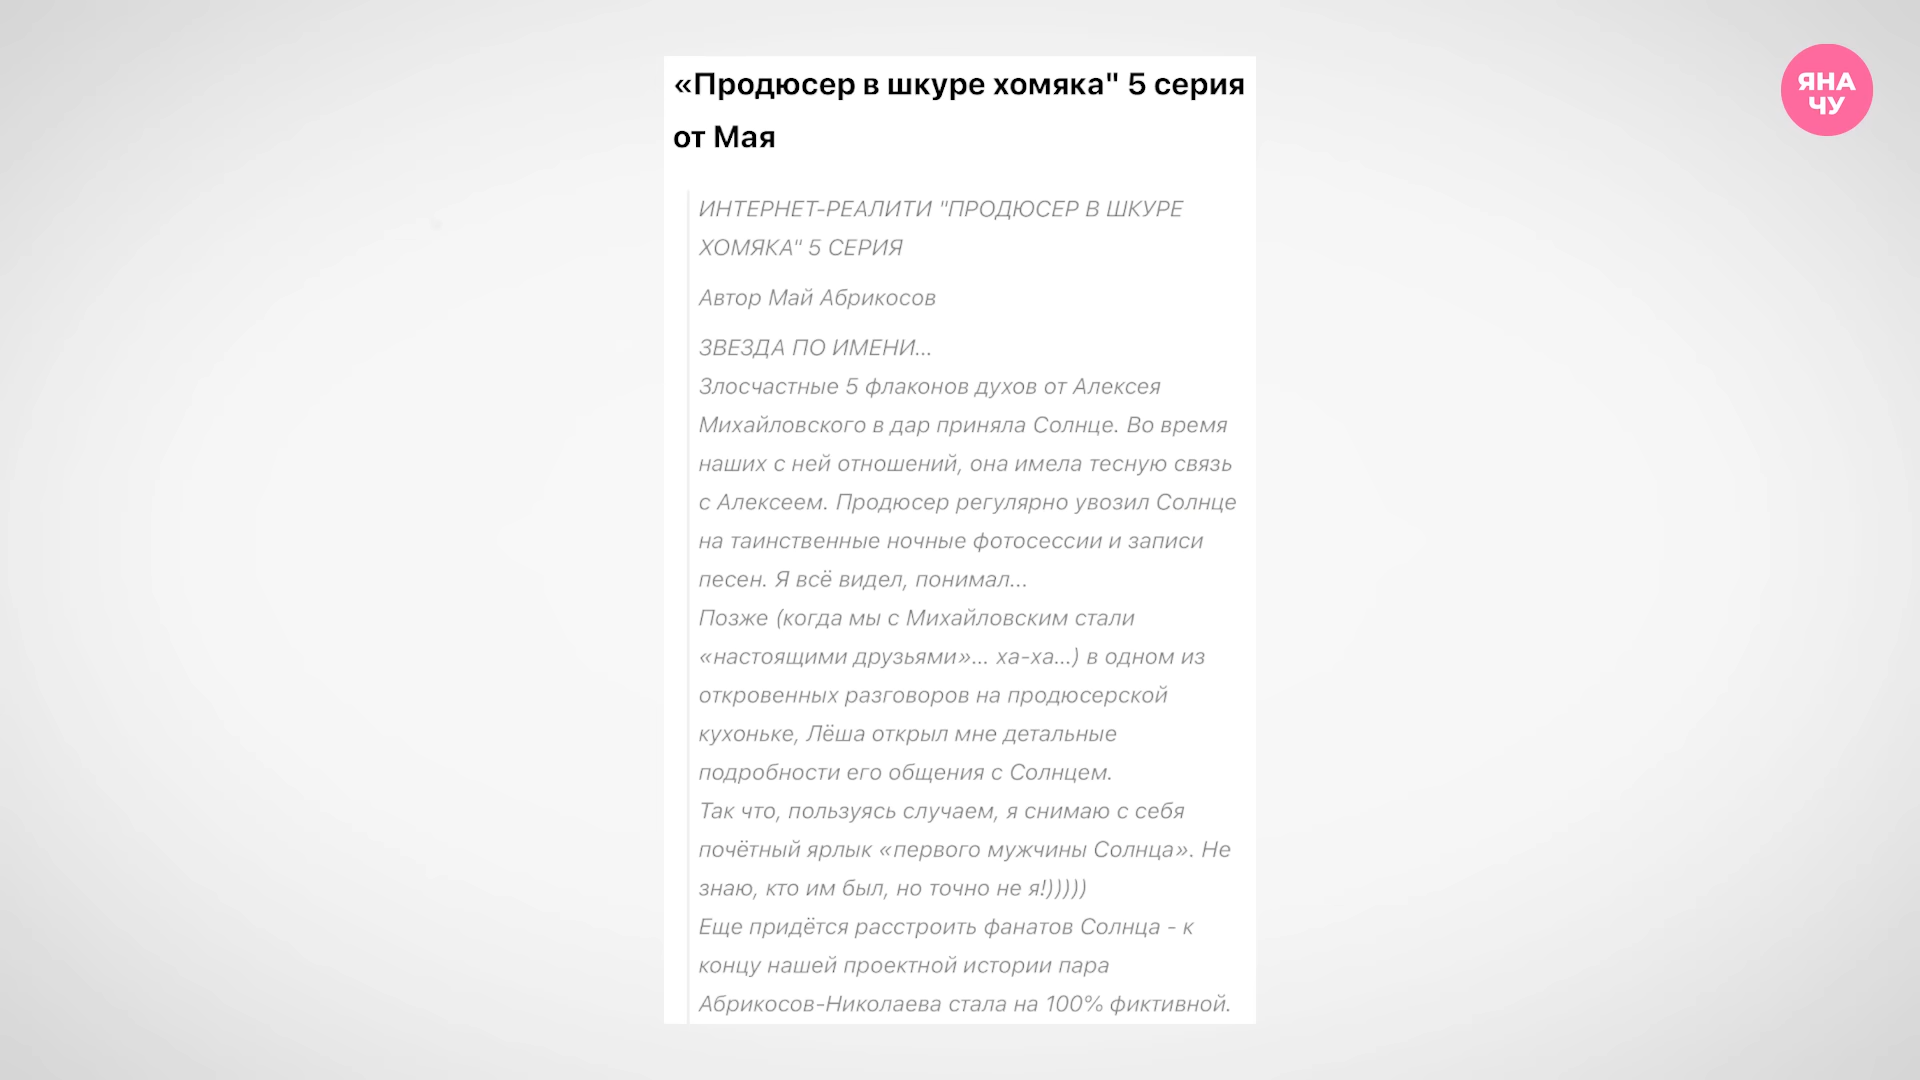 «Продюсер в шкуре хомяка" 5 серия
от Мая
ИНТЕРНЕТ-РЕАЛИТИ "ПРОДЮСЕР В ШКУРЕ
ХОМЯКА" 5 СЕРИЯ
Автор Май Абрикосов
ЗВЕЗДА ПО ИМЕНИ...
Злосчастные 5 флаконов духов от Алексея
Михайловского в дар приняла Солнце. Во время
наших с ней отношений, она имела тесную связь
с Алексеем. Продюсер регулярно увозил Солнце
на таинственные ночные фотосессии и записи
песен. Я всё видел, понимал...
Позже (когда мы с Михайловским стали
«настоящими друзьями»... ха-ха...) в одном из
откровенных разговоров на продюсерской
кухоньке, Лёша открыл мне детальные
подробности его общения с Солнцем.
Так что, пользуясь случаем, я снимаю с себя
почётный ярлык «первого мужчины Солнца». Не
знаю, кто им был, но точно не я!)))))
Еще придётся расстроить фанатов Солнца - к
концу нашей проектной истории пара
Абрикосов-Николаева стала на 100% фиктивной.
ЯНА
ЧУ